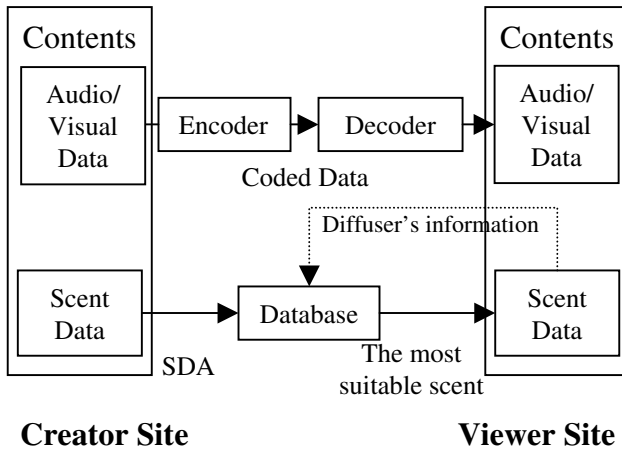 Contents
Contents
Audio/
Visual
Data
Encoder
Decoder
Audio/
Visual
Data
Coded Data
Diffuser's information
Scent
Data
Database
Scent
Data
SDA
The most
suitable scent
Creator Site
Viewer Site